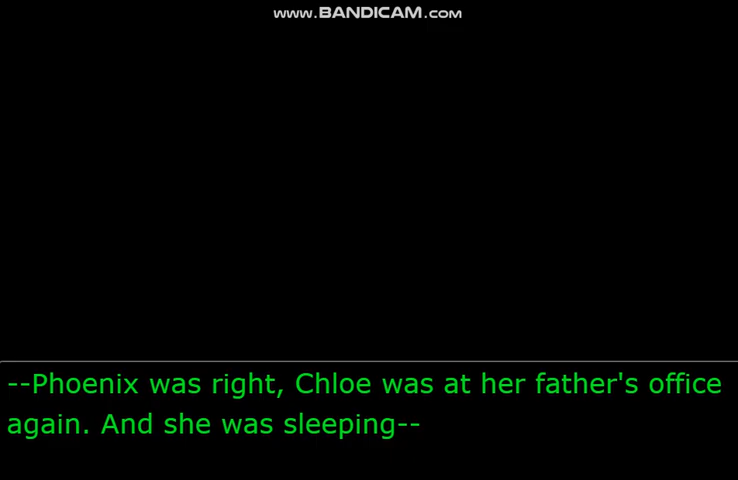 www.BANDICAM.com
--Phoenix was right, Chloe was at her father's office
again. And she was sleeping--